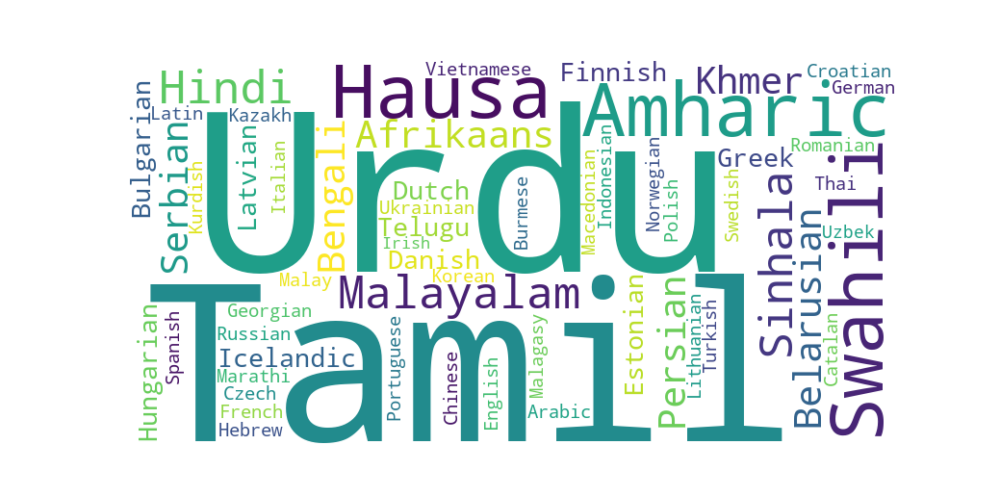 Vietnamese
Finnish
Croatian
Hindi
Hausa
Khmer
German
Bulgarian
Latin
Kazakh
Amharic
Afrikaans
Urdu
Serbian
Kurdish
Latvian
Italian
Bengali
Dutch
Ukrainian
Telugu
Irish
Danish
Korean
Burmese
Macedonian
Indonesian
Norwegian
Polish
Swedish
Greek
Romanian
Thai
Sinhala
Uzbek
Belarusian
Swahili
Malay
Malayalam
Tamil
Hungarian
Spanish
Georgian
Russian
Icelandic
Marathi
Czech
French
Hebrew
Portuguese
Chinese
English
Malagasy
Arabic
Estonian
Persian
Lithuanian
Turkish
Catalan